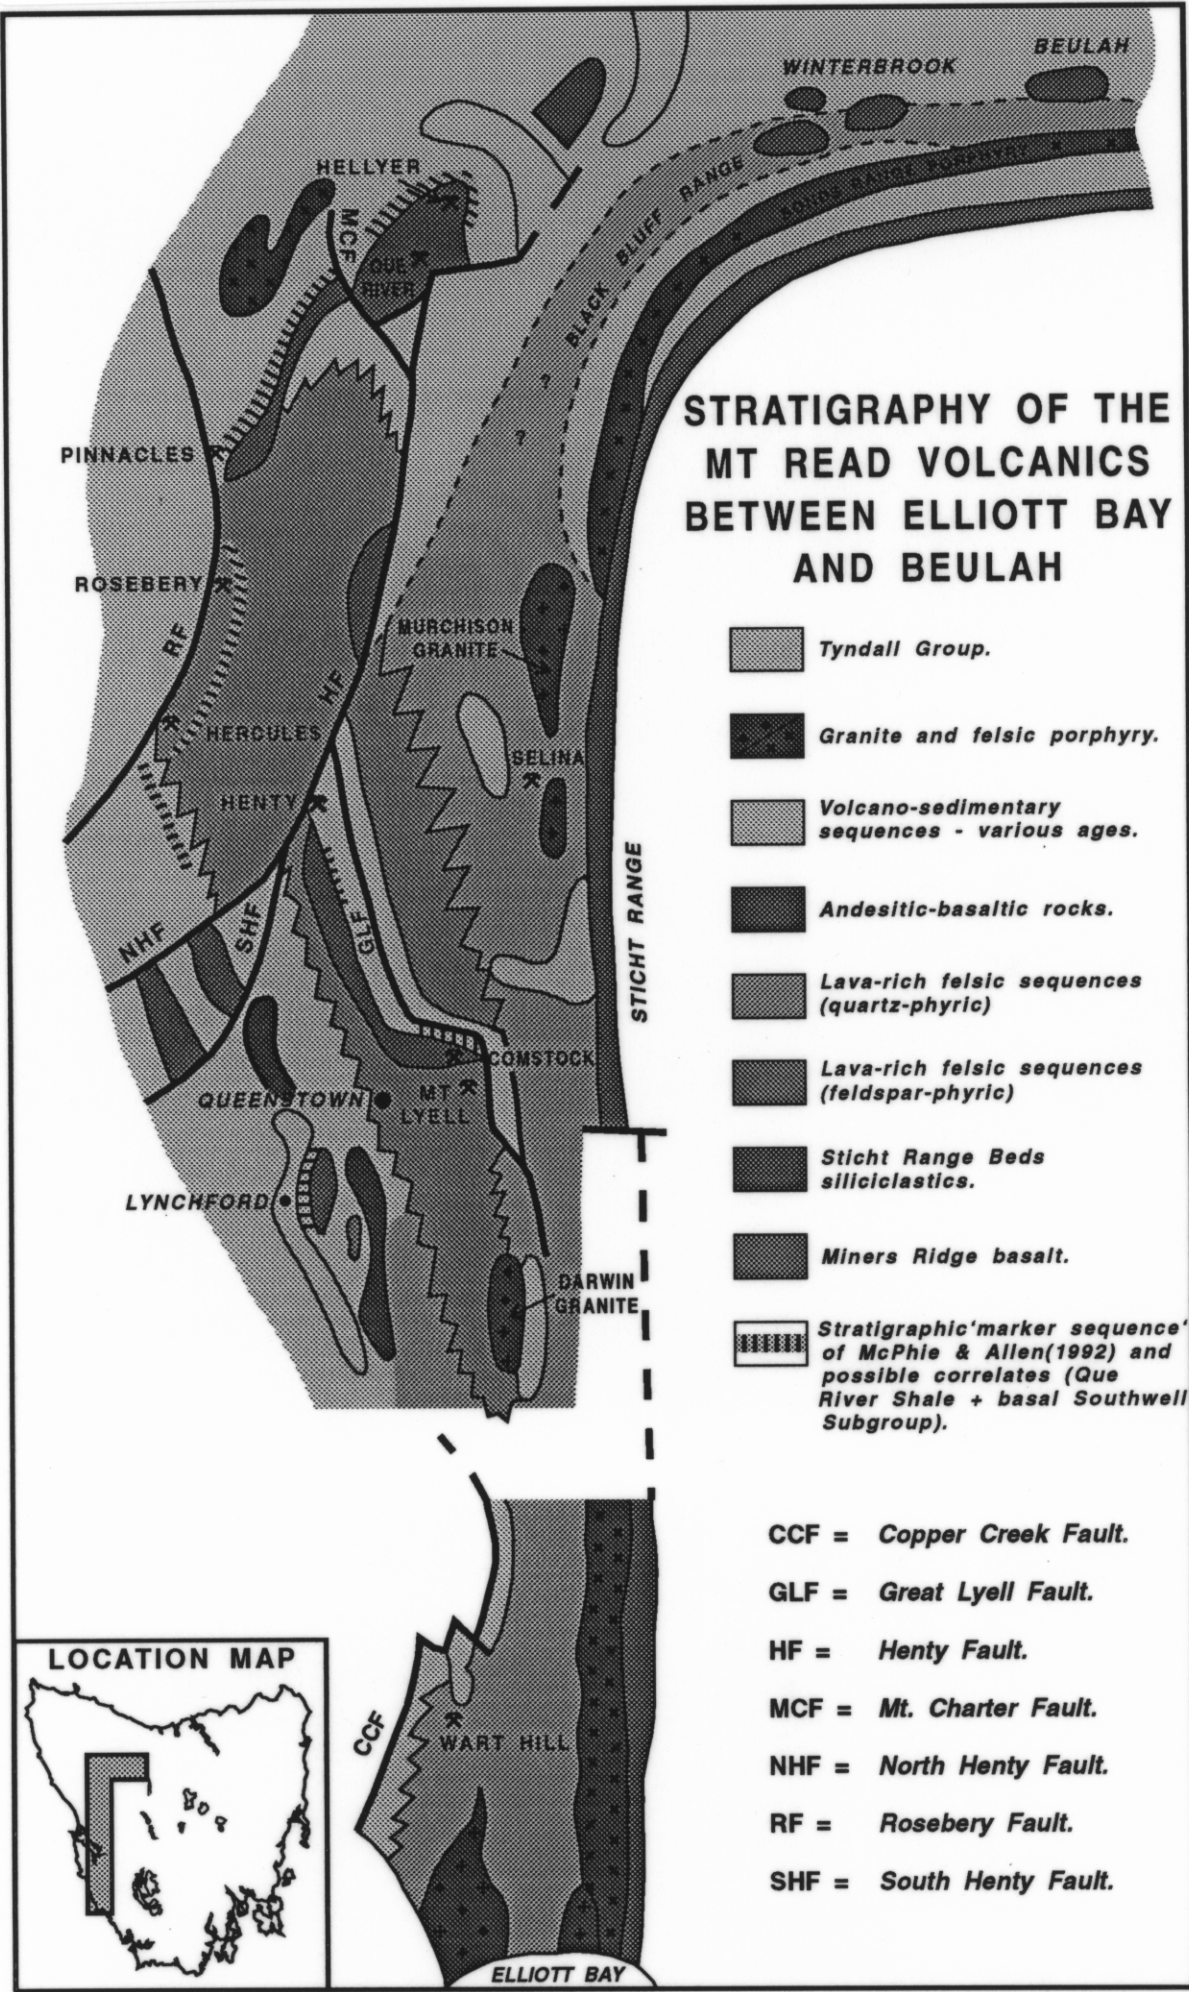 BEULAH
WINTERBROOK
HELLYER
MCF
QUE
RIVER
BLACK BLUFF RANGE
BONDS RANGE PORPHYRY
?
?
PINNACLES
ROSEBERY
RF
MURCHISON
GRANITE
HF
HERCULES
SELINA
HENTY
NHF
SHF
GLF
STICHT RANGE
COMSTOCK
QUEENSTOWN
MT
LYELL
LYNCHFORD
DARWIN
GRANITE
CCF
WART HILL
ELLIOTT BAY
STRATIGRAPHY OF THE
MT READ VOLCANICS
BETWEEN ELLIOTT BAY
AND BEULAH
Tyndall Group.
Granite and felsic porphyry.
Volcano-sedimentary
sequences - various ages.
Andesitic-basaltic rocks.
Lava-rich felsic sequences
(quartz-phyric)
Lava-rich felsic sequences
(feldspar-phyric)
Sticht Range Beds
siliciclastics.
Miners Ridge basalt.
Stratigraphic'marker sequence'
of McPhie & Allen(1992) and
possible correlates (Que
River Shale + basal Southwell
Subgroup).
CCF = Copper Creek Fault.
GLF = Great Lyell Fault.
HF = Henty Fault.
MCF = Mt. Charter Fault.
NHF = North Henty Fault.
RF = Rosebery Fault.
SHF = South Henty Fault.
LOCATION MAP